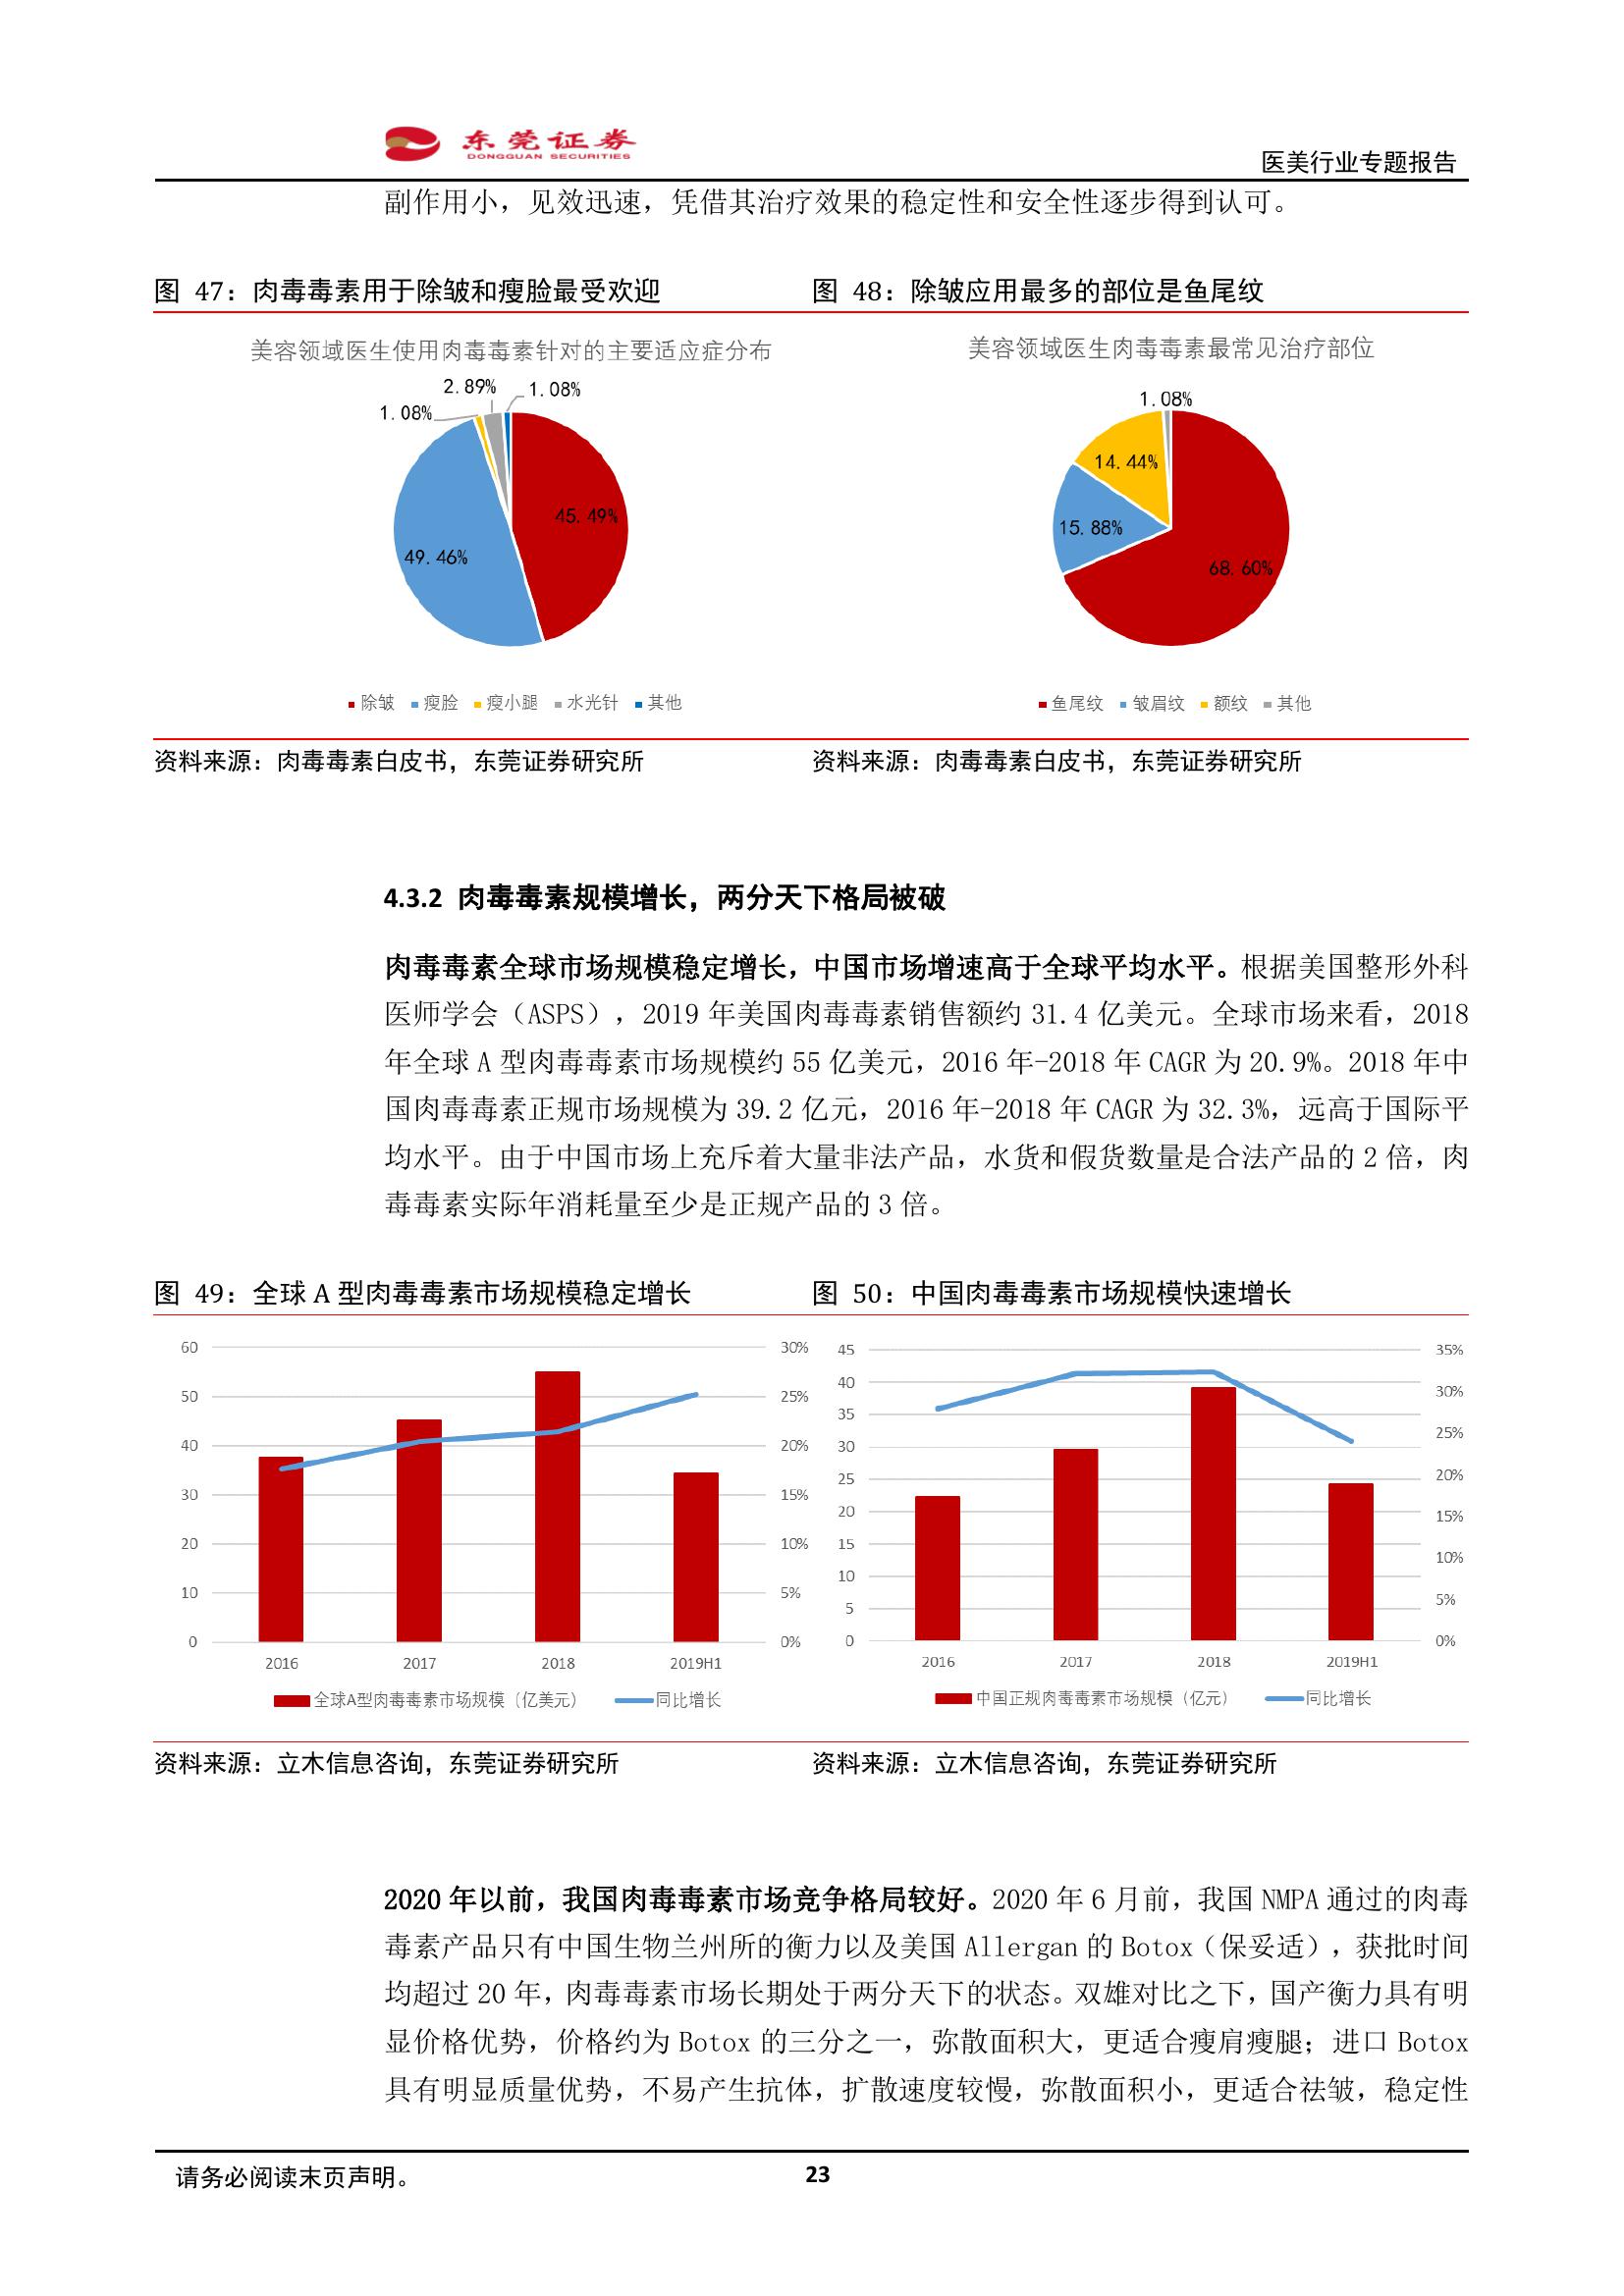 东莞证券
DONGGUAN SECURITIES
医美行业专题报告
副作用小，见效迅速，凭借其治疗效果的稳定性和安全性逐步得到认可。
图 47：肉毒毒素用于除皱和瘦脸最受欢迎
美容领域医生使用肉毒毒素针对的主要适应症分布
2.89%
1.08%
1.08%
45.49%
49.46%
除皱 瘦脸 瘦小腿 水光针 其他
资料来源：肉毒毒素白皮书，东莞证券研究所
图 48：除皱应用最多的部位是鱼尾纹
美容领域医生肉毒毒素最常见治疗部位
1.08%
14.44%
15.88%
68.60%
鱼尾纹 皱眉纹 额纹 其他
资料来源：肉毒毒素白皮书，东莞证券研究所
4.3.2 肉毒毒素规模增长，两分天下格局被破
肉毒毒素全球市场规模稳定增长，中国市场增速高于全球平均水平。根据美国整形外科
医师学会（ASPS），2019 年美国肉毒毒素销售额约 31.4 亿美元。全球市场来看，2018
年全球 A 型肉毒毒素市场规模约 55 亿美元，2016 年-2018 年 CAGR 为 20.9%。2018 年中
国肉毒毒素正规市场规模为 39.2 亿元，2016 年-2018 年 CAGR 为 32.3%，远高于国际平
均水平。由于中国市场上充斥着大量非法产品，水货和假货数量是合法产品的 2 倍，肉
毒毒素实际年消耗量至少是正规产品的 3 倍。
图 49：全球 A 型肉毒毒素市场规模稳定增长
60
50
40
30
20
10
0
30%
25%
20%
15%
10%
5%
0%
2016 2017 2018 2019H1
全球A型肉毒毒素市场规模（亿美元） 同比增长
资料来源：立木信息咨询，东莞证券研究所
图 50：中国肉毒毒素市场规模快速增长
45
40
35
30
25
20
15
10
5
0
35%
30%
25%
20%
15%
10%
5%
0%
2016 2017 2018 2019H1
中国正规肉毒毒素市场规模（亿元） 同比增长
资料来源：立木信息咨询，东莞证券研究所
2020 年以前，我国肉毒毒素市场竞争格局较好。2020 年 6 月前，我国 NMPA 通过的肉毒
毒素产品只有中国生物兰州所的衡力以及美国 Allergan 的 Botox（保妥适），获批时间
均超过 20 年，肉毒毒素市场长期处于两分天下的状态。双雄对比之下，国产衡力具有明
显价格优势，价格约为 Botox 的三分之一，弥散面积大，更适合瘦肩瘦腿；进口 Botox
具有明显质量优势，不易产生抗体，扩散速度较慢，弥散面积小，更适合祛皱，稳定性
请务必阅读末页声明。
23